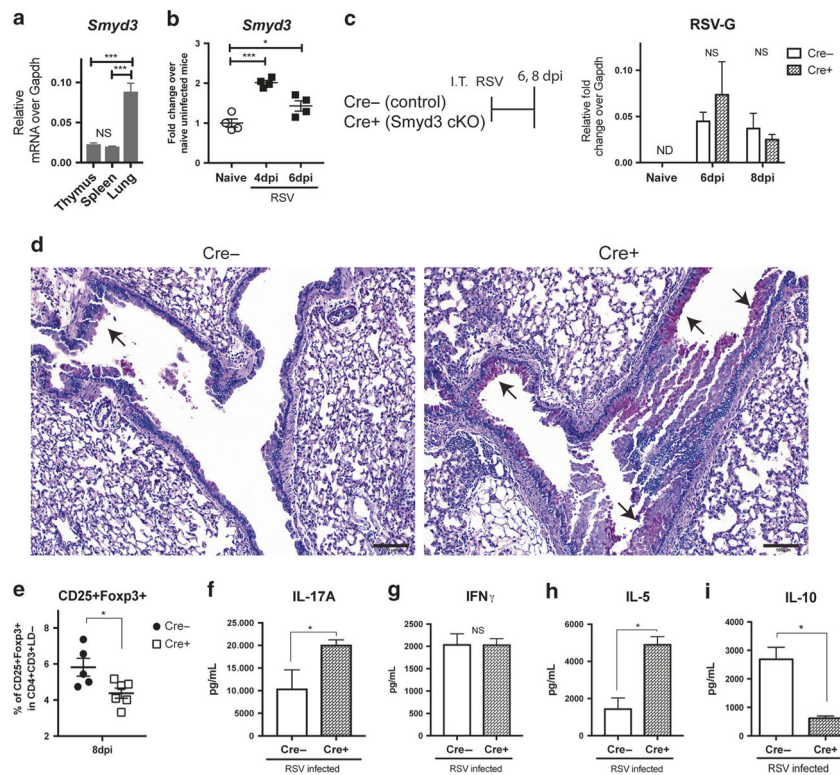 a
Smyd3
Relative
mRNA over Gapdh
0.10
0.05
0.00
***
***
NS
Thymus
Spleen
Lung
b
Smyd3
Fold change over
naive uninfected mice
3
2
1
0
*
***
Naive
4dpi
6dpi
RSV
c
I.T. RSV
6, 8 dpi
Cre– (control)
Cre+ (Smyd3 cKO)
RSV-G
Relative fold
change over Gapdh
0.10
0.05
0.00
NS
NS
ND
Naive
6dpi
8dpi
Cre–
Cre+
d
Cre–
Cre+
e
CD25+Foxp3+
% of CD25+Foxp3+
in CD4+CD3+LD–
8
6
4
2
*
8dpi
Cre–
Cre+
f
IL-17A
pg/mL
25.000
20.000
15.000
10.000
5.000
0
*
Cre–
Cre+
RSV infected
g
IFNγ
pg/mL
2500
2000
1500
1000
500
0
NS
Cre–
Cre+
RSV infected
h
IL-5
pg/mL
6000
4000
2000
0
*
Cre–
Cre+
RSV infected
i
IL-10
pg/mL
4000
3000
2000
1000
0
*
Cre–
Cre+
RSV infected